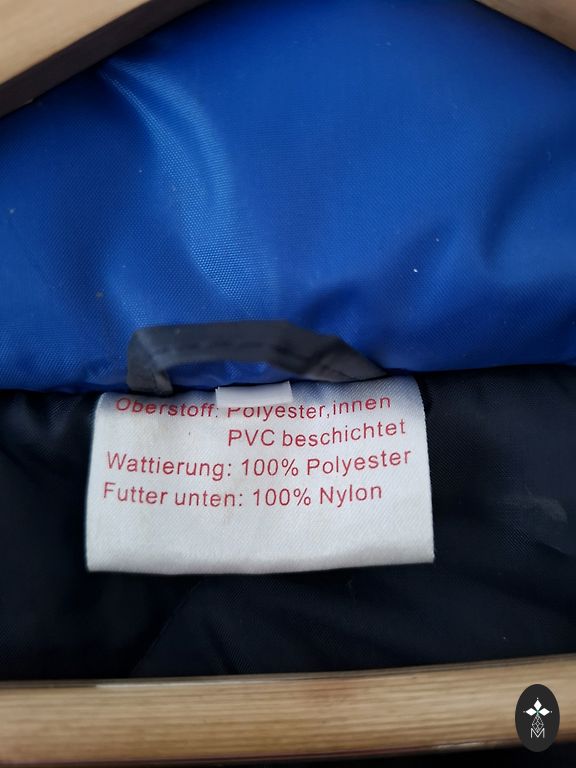 Oberstoff: Polyester,innen
PVC beschichtet
Wattierung: 100% Polyester
Futter unten: 100% Nylon
M